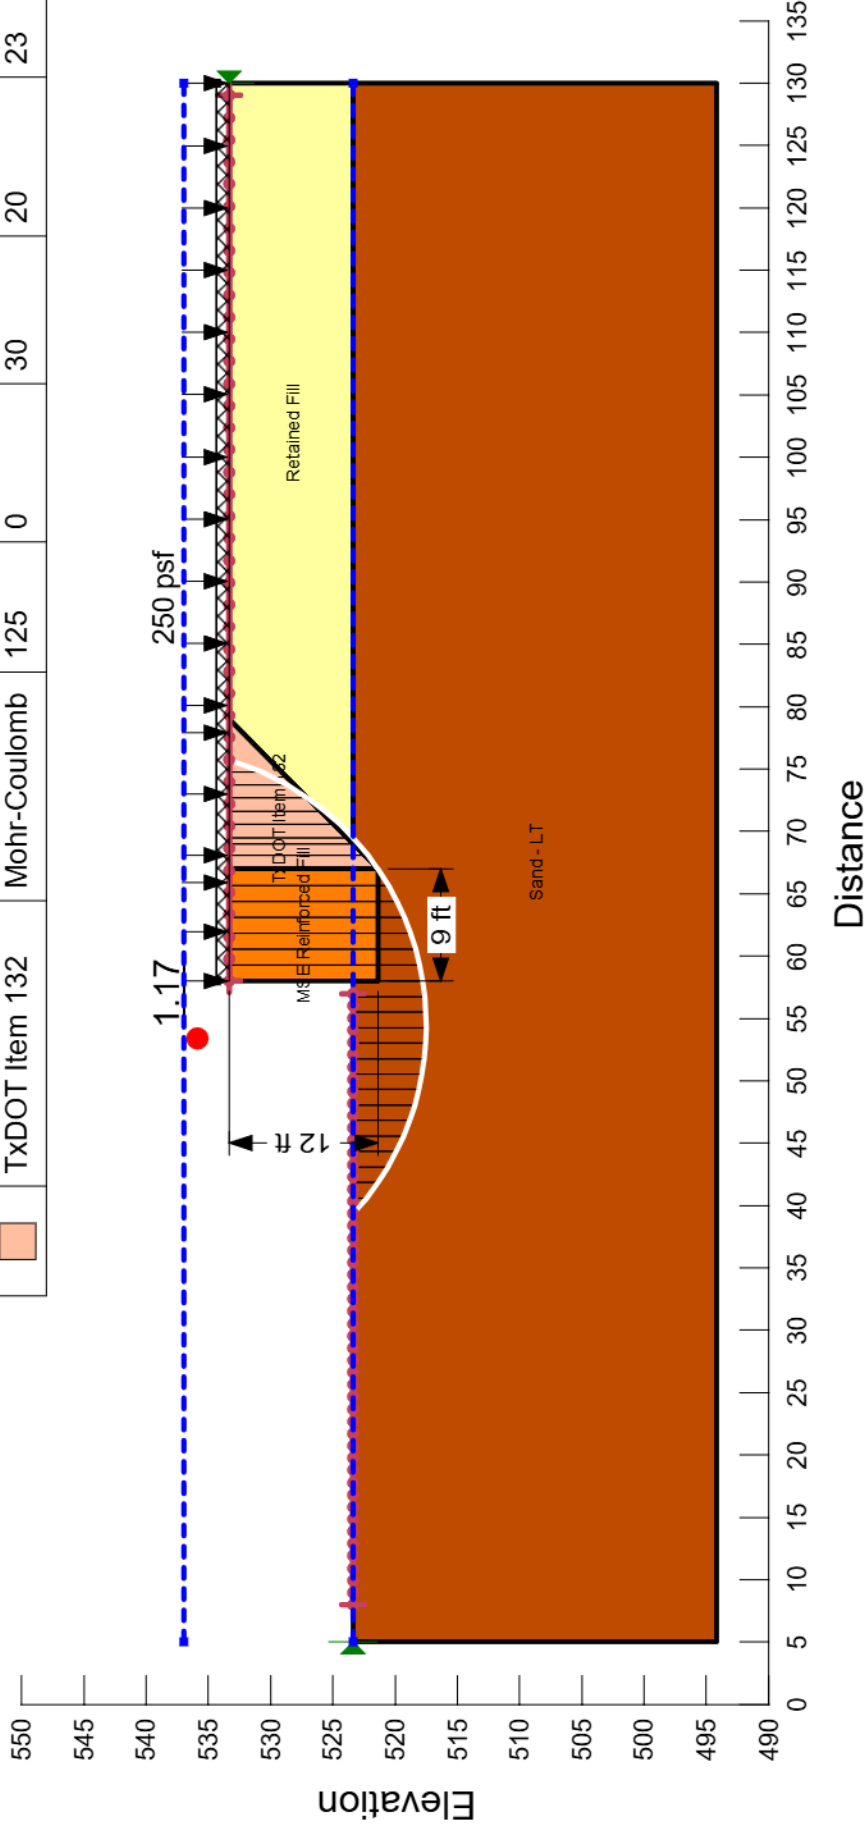 TxDOT Item 132 Mohr-Coulomb 125 0 30 20 23
250 psf
1.17
Retained Fill
TxDOT Item 132
MSE Reinforced Fill
Sand - LT
9 ft
12 ft
Elevation
550
545
540
535
530
525
520
515
510
505
500
495
490
0 5 10 15 20 25 30 35 40 45 50 55 60 65 70 75 80 85 90 95 100 105 110 115 120 125 130 135
Distance